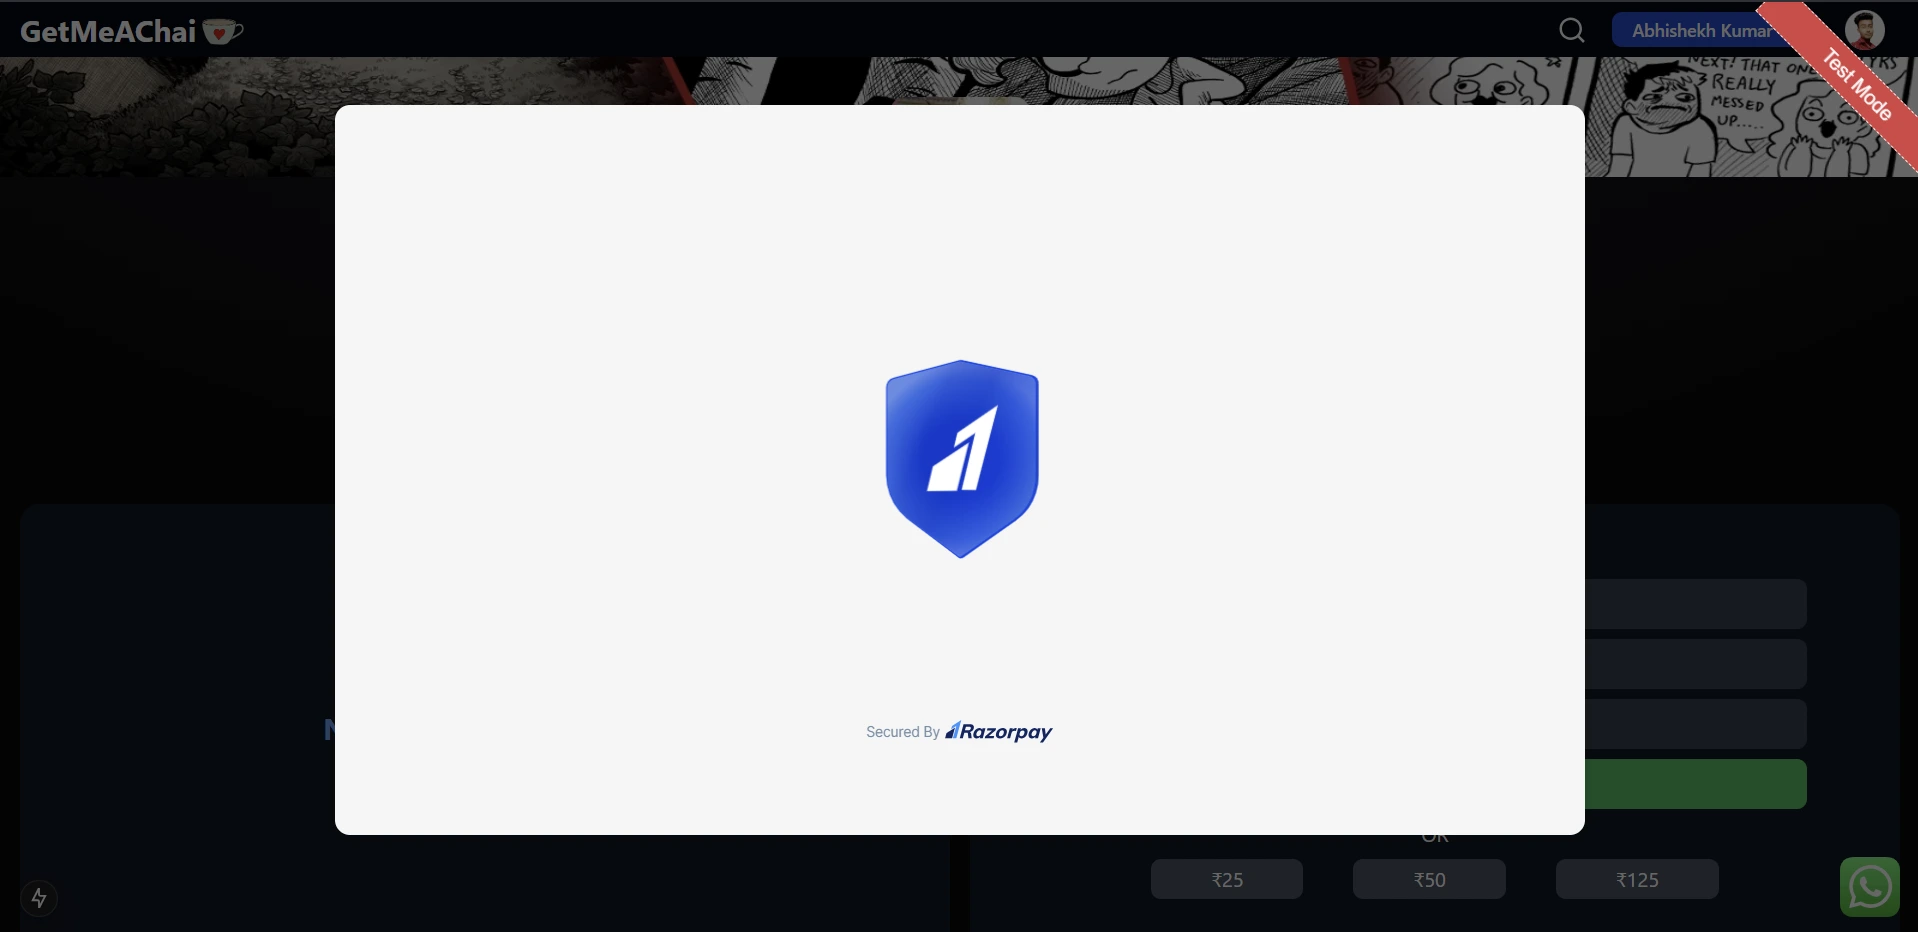 GetMeAChai
Abhishekh Kumar
Test Mode
NEXT! THAT ONE
REALLY
MESSED
UP.....
Secured By Razorpay
OR
₹25
₹50
₹125